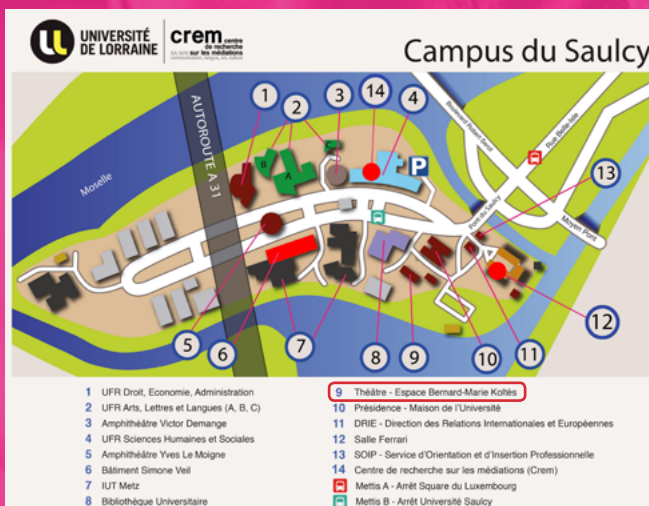 UNIVERSITÉ
DE LORRAINE
crem
centre
de recherche
sur les médiations
Campus du Saulcy
1
2
3
14
4
AUTOROUTE A 31
Boulevard Robert Serot
Rue Belle-Isle
B
A
P
13
Moselle
Pont du Saulcy
Moyen Pont
5
6
7
8
9
10
11
12
1 UFR Droit, Economie, Administration
2 UFR Arts, Lettres et Langues (A, B, C)
3 Amphithéâtre Victor Demange
4 UFR Sciences Humaines et Sociales
5 Amphithéâtre Yves Le Moigne
6 Bâtiment Simone Veil
7 IUT Metz
8 Bibliothèque Universitaire
9 Théâtre - Espace Bernard-Marie Koltès
10 Présidence - Maison de l'Université
11 DRIE - Direction des Relations Internationales et Européennes
12 Salle Ferrari
13 SOIP - Service d'Orientation et d'Insertion Professionnelle
14 Centre de recherche sur les médiations (Crem)
Mettis A - Arrêt Square du Luxembourg
Mettis B - Arrêt Université Saulcy